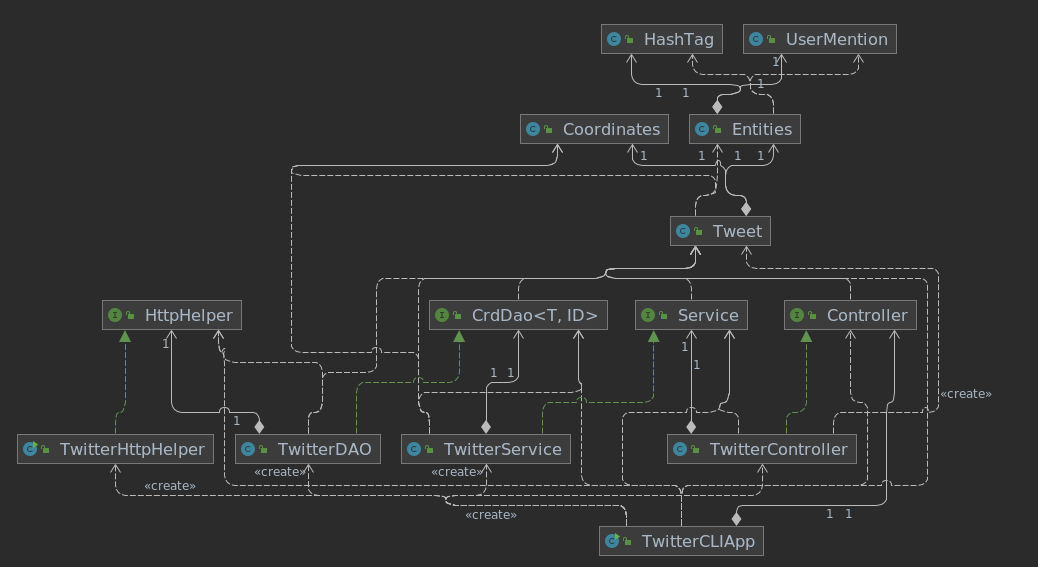 HashTag UserMention
1
1 1 1
Coordinates Entities
1 1 1 1
Tweet
HttpHelper CrdDao<T, ID> Service Controller
1 1
1 1 1
«create»
1
TwitterHttpHelper TwitterDAO TwitterService TwitterController
«create» «create»
«create»
«create» 1 1
TwitterCLIApp